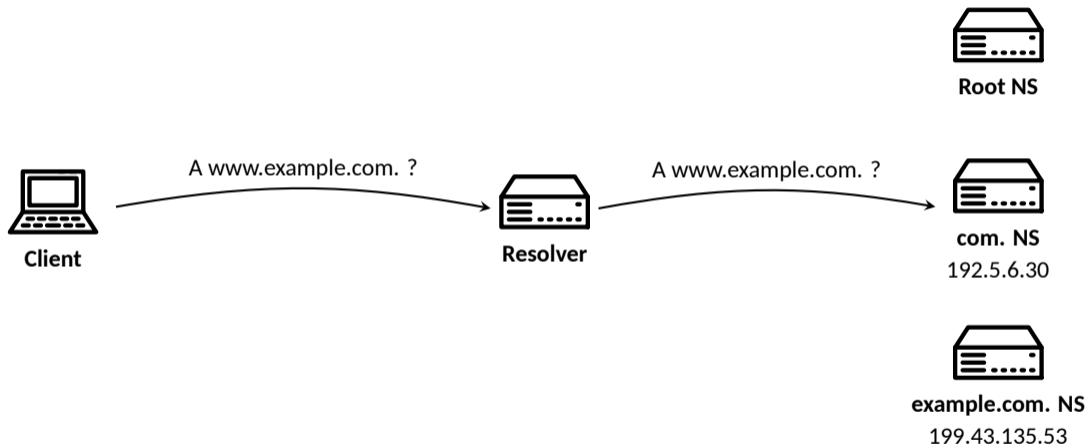 Root NS
A www.example.com. ?
A www.example.com. ?
Client
Resolver
com. NS
192.5.6.30
example.com. NS
199.43.135.53